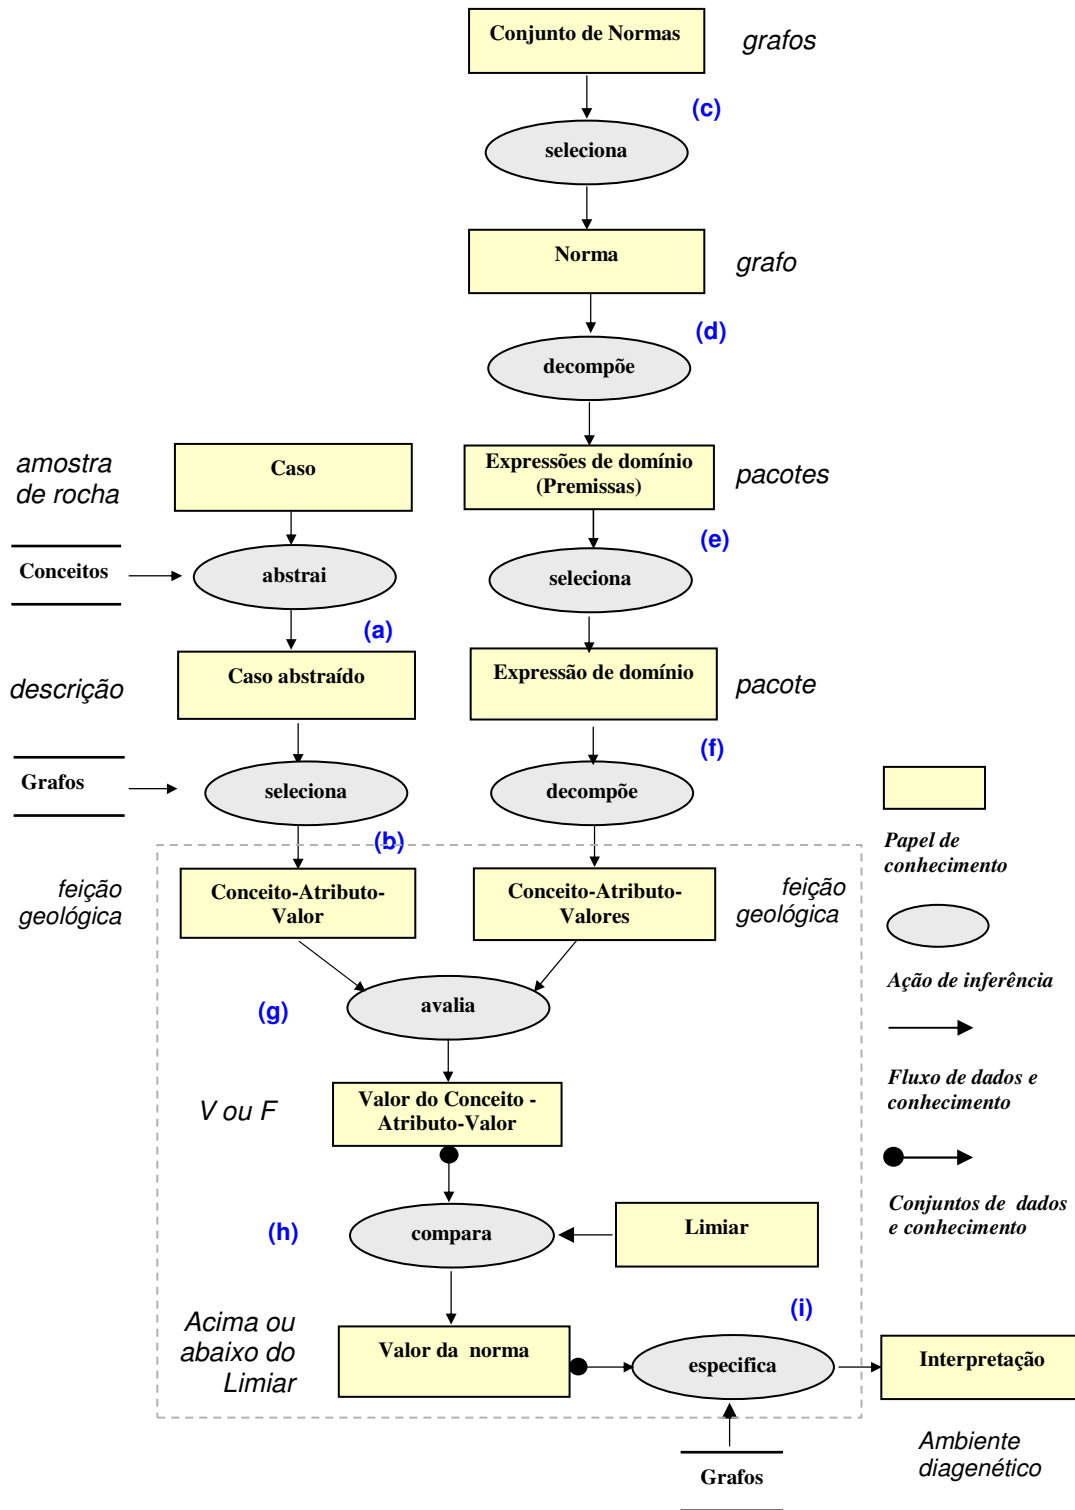 Conjunto de Normas
grafos
(c)
seleciona
Norma
grafo
(d)
decompõe
amostra
de rocha
Caso
Expressões de domínio
(Premissas)
pacotes
(e)
Conceitos
abstrai
seleciona
(a)
descrição
Caso abstraído
Expressão de domínio
pacote
(f)
Grafos
seleciona
decompõe
(b)
Papel de
conhecimento
feição
geológica
Conceito-Atributo-
Valor
Conceito-Atributo-
Valores
feição
geológica
Ação de inferência
avalia
(g)
Fluxo de dados e
conhecimento
V ou F
Valor do Conceito -
Atributo-Valor
Conjuntos de dados
e conhecimento
(h)
compara
Limiar
(i)
Acima ou
abaixo do
Limiar
Valor da norma
especifica
Interpretação
Ambiente
diagenético
Grafos